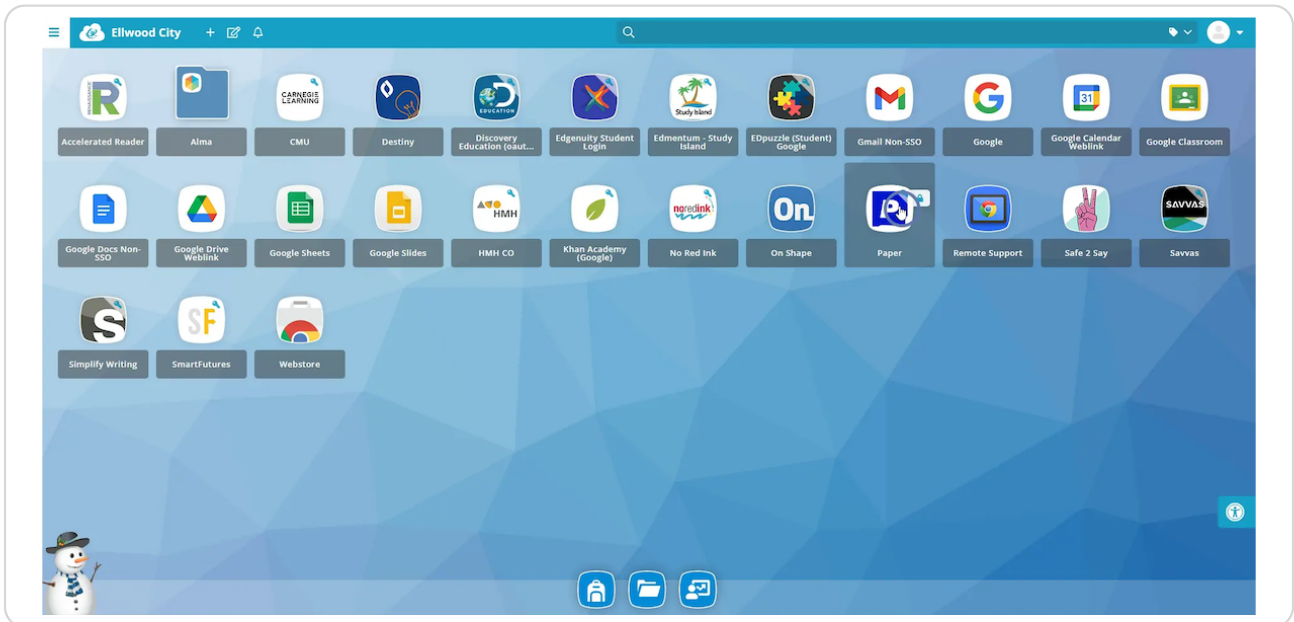 Ellwood City
CARNEGIE
LEARNING
EDUCATION
Study Island
31
Accelerated Reader
Alma
CMU
Destiny
Discovery
Education (oaut...
Edgenuity Student
Login
Edmentum - Study
Island
EDpuzzle (Student)
Google
Gmail Non-SSO
Google
Google Calendar
Weblink
Google Classroom
HMH
noredink
On
SAVVAS
Google Docs Non-
SSO
Google Drive
Weblink
Google Sheets
Google Slides
HMH CO
Khan Academy
(Google)
No Red Ink
On Shape
Paper
Remote Support
Safe 2 Say
Savvas
S
SF
Simplify Writing
SmartFutures
Webstore